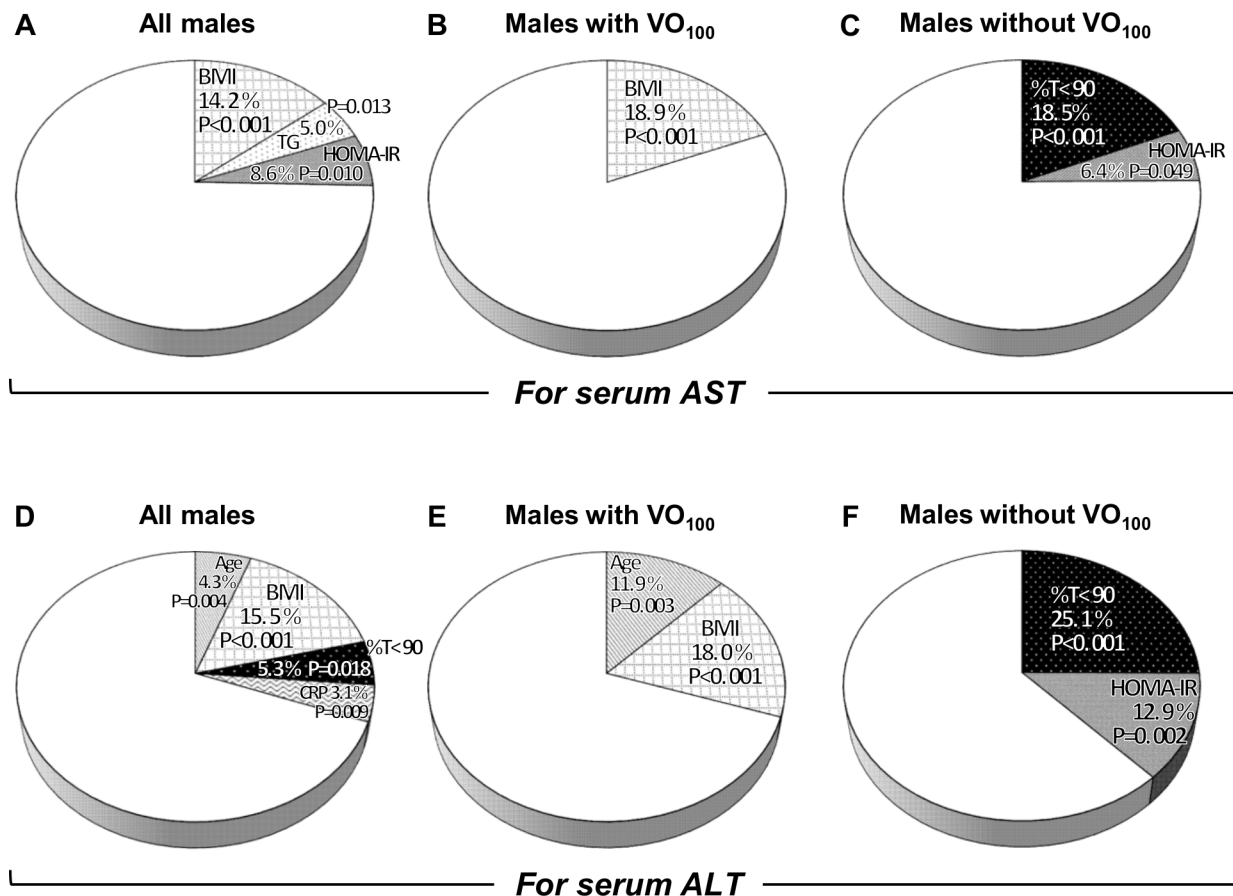 A All males
BMI
14.2%
P<0.001
P=0.013
5.0%
TG
HOMA-IR
8.6% P=0.010
B Males with VO100
BMI
18.9%
P<0.001
C Males without VO100
%T<90
18.5%
P<0.001
HOMA-IR
6.4% P=0.049
For serum AST
D All males
Age
4.3%
P=0.004
BMI
15.5%
P<0.001
%T<90
5.3% P=0.018
CRP 3.1%
P=0.009
E Males with VO100
Age
11.9%
P=0.003
BMI
18.0%
P<0.001
F Males without VO100
%T<90
25.1%
P<0.001
HOMA-IR
12.9%
P=0.002
For serum ALT